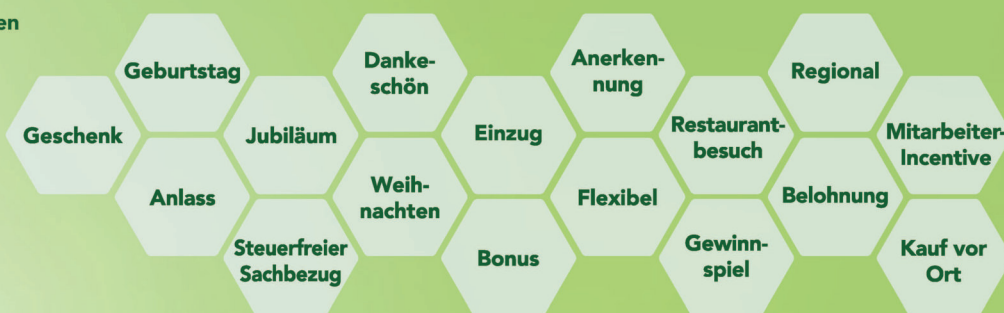 en
Geschenk
Geburtstag
Anlass
Jubiläum
Steuerfreier
Sachbezug
Danke-
schön
Weih-
nachten
Einzug
Bonus
Anerken-
nung
Flexibel
Restaurant-
besuch
Gewinn-
spiel
Regional
Belohnung
Mitarbeiter-
Incentive
Kauf vor
Ort